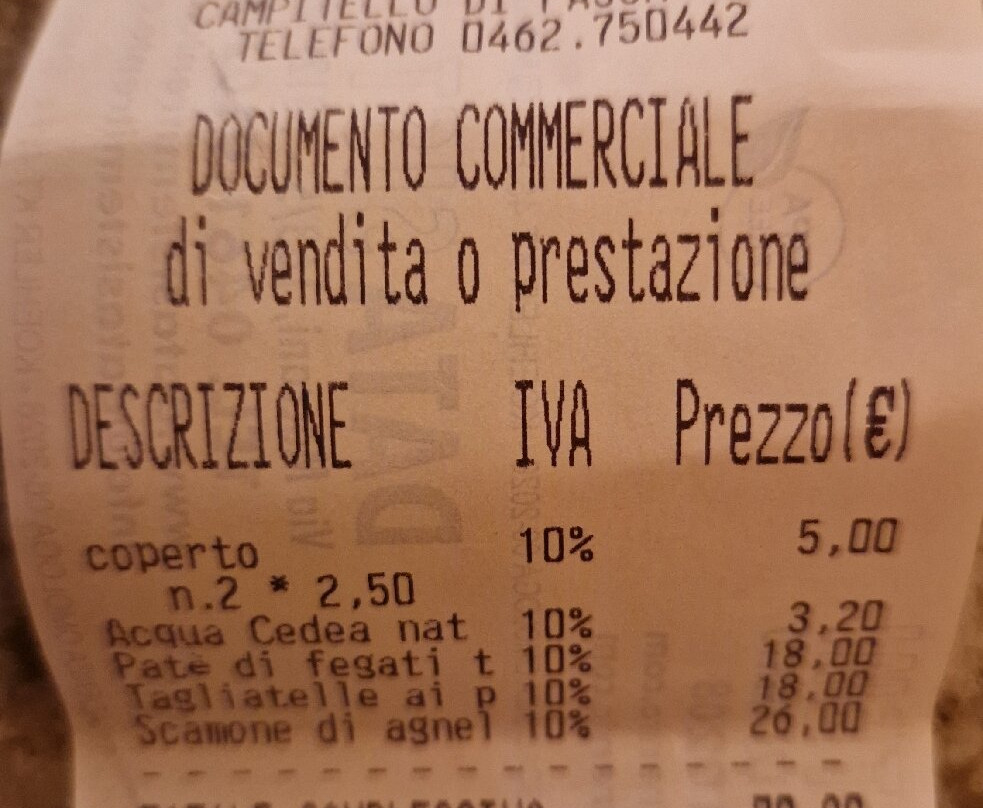 CAMPITELLO DI
TELEFONO 0462.750442
DOCUMENTO COMMERCIALE
di vendita o prestazione
DESCRIZIONE IVA Prezzo(€)
coperto 10% 5,00
n.2 * 2,50
Acqua Cedea nat 10% 3,20
Patè di fegati t 10% 18,00
Tagliatelle ai p 10% 18,00
Scamone di agnel 10% 26,00